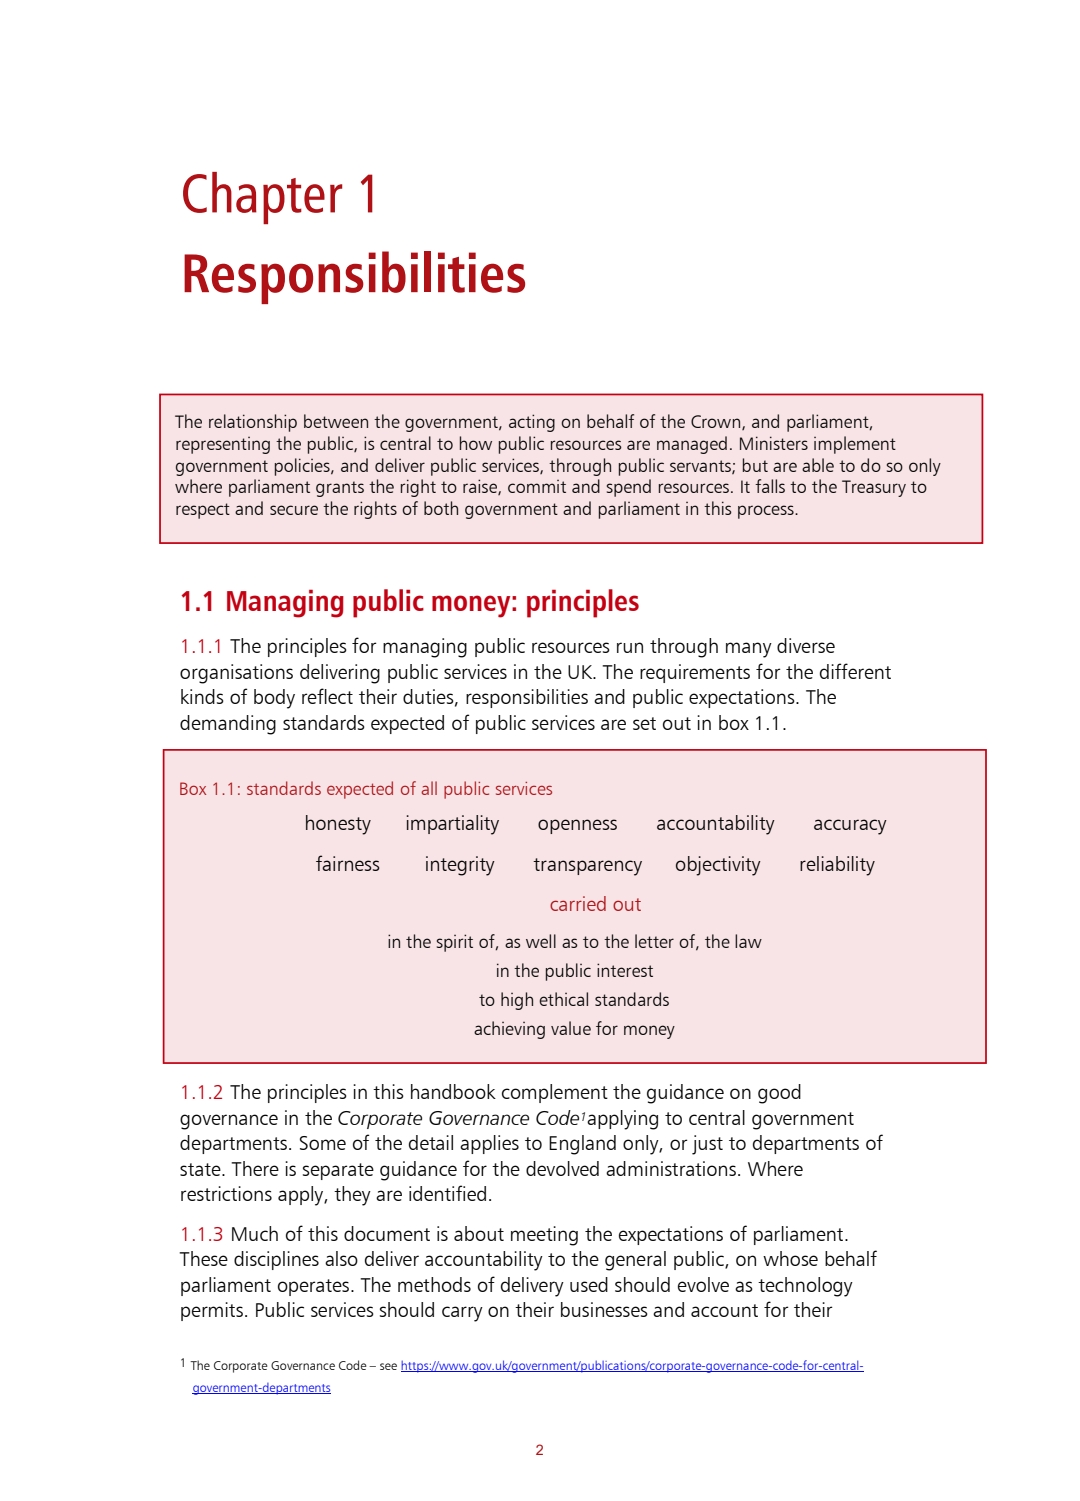 Chapter 1
Responsibilities
The relationship between the government, acting on behalf of the Crown, and parliament,
representing the public, is central to how public resources are managed. Ministers implement
government policies, and deliver public services, through public servants; but are able to do so only
where parliament grants the right to raise, commit and spend resources. It falls to the Treasury to
respect and secure the rights of both government and parliament in this process.
1.1 Managing public money: principles
1.1.1 The principles for managing public resources run through many diverse
organisations delivering public services in the UK. The requirements for the different
kinds of body reflect their duties, responsibilities and public expectations. The
demanding standards expected of public services are set out in box 1.1.
Box 1.1: standards expected of all public services
honesty impartiality openness accountability accuracy
fairness integrity transparency objectivity reliability
carried out
in the spirit of, as well as to the letter of, the law
in the public interest
to high ethical standards
achieving value for money
1.1.2 The principles in this handbook complement the guidance on good
governance in the Corporate Governance Code1applying to central government
departments. Some of the detail applies to England only, or just to departments of
state. There is separate guidance for the devolved administrations. Where
restrictions apply, they are identified.
1.1.3 Much of this document is about meeting the expectations of parliament.
These disciplines also deliver accountability to the general public, on whose behalf
parliament operates. The methods of delivery used should evolve as technology
permits. Public services should carry on their businesses and account for their
1 The Corporate Governance Code – see https://www.gov.uk/government/publications/corporate-governance-code-for-central-
government-departments
2